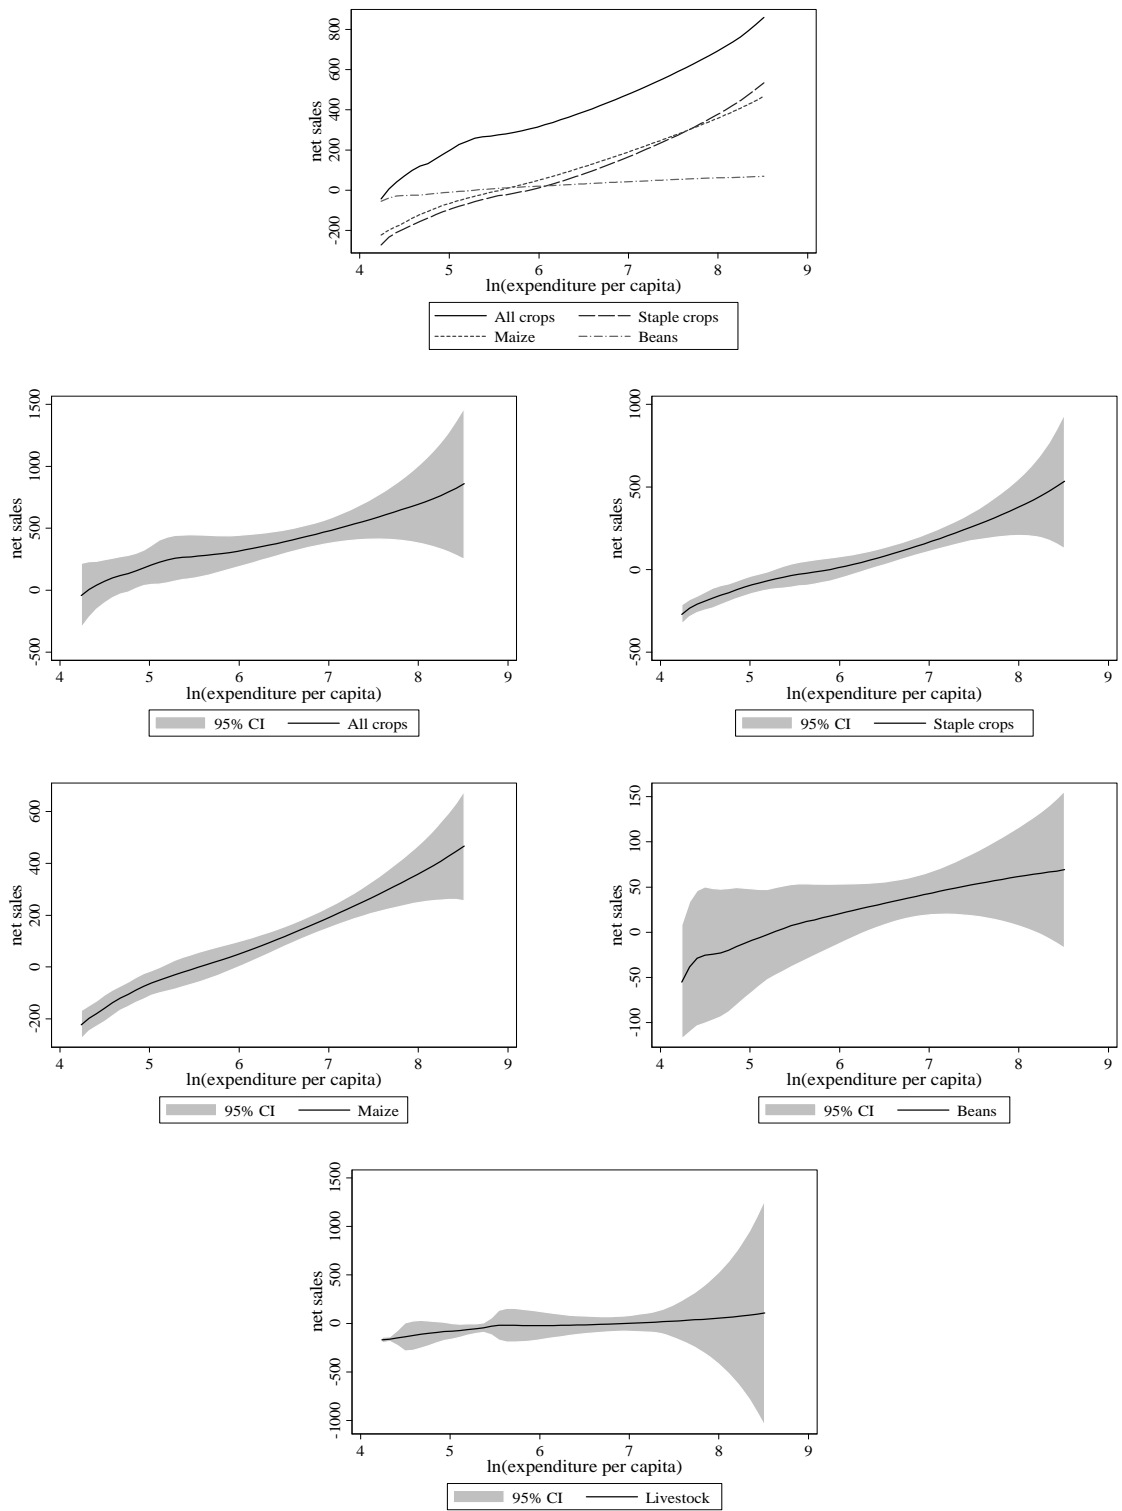 800
600
400
200
0
-200
net sales
4 5 6 7 8 9
ln(expenditure per capita)
All crops Staple crops
Maize Beans
1500
1000
500
0
-500
net sales
4 5 6 7 8 9
ln(expenditure per capita)
95% CI All crops
1000
500
0
-500
net sales
4 5 6 7 8 9
ln(expenditure per capita)
95% CI Staple crops
600
400
200
0
-200
net sales
4 5 6 7 8 9
ln(expenditure per capita)
95% CI Maize
150
100
50
0
-50
-100
net sales
4 5 6 7 8 9
ln(expenditure per capita)
95% CI Beans
1500
1000
500
0
-500
-1000
net sales
4 5 6 7 8 9
ln(expenditure per capita)
95% CI Livestock